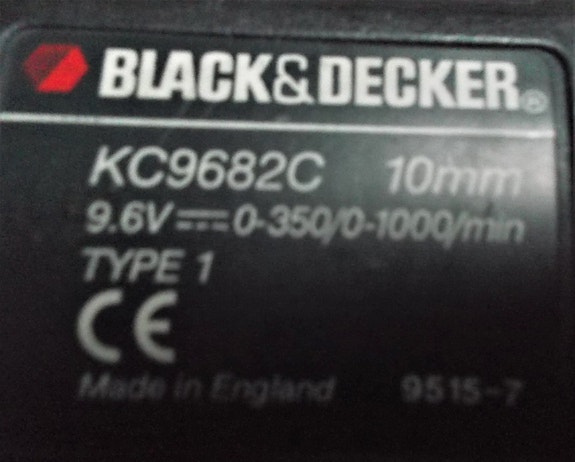 BLACK&DECKER®
KC9682C 10mm
9.6V⎓0-350/0-1000/min
TYPE 1
CE
Made in England 9515-7